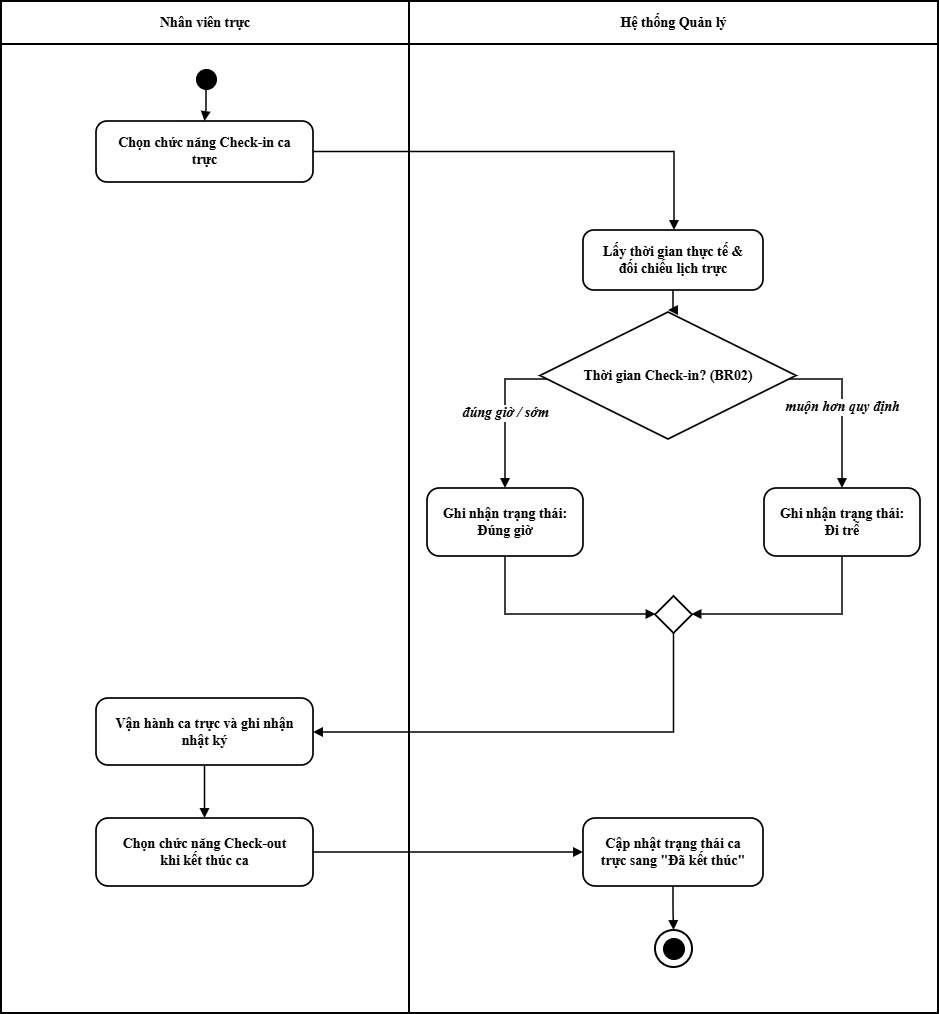 Nhân viên trực
Hệ thống Quản lý
Chọn chức năng Check-in ca
trực
Lấy thời gian thực tế &
đối chiếu lịch trực
Thời gian Check-in? (BR02)
đúng giờ / sớm
muộn hơn quy định
Ghi nhận trạng thái:
Đúng giờ
Ghi nhận trạng thái:
Đi trễ
Vận hành ca trực và ghi nhận
nhật ký
Chọn chức năng Check-out
khi kết thúc ca
Cập nhật trạng thái ca
trực sang "Đã kết thúc"